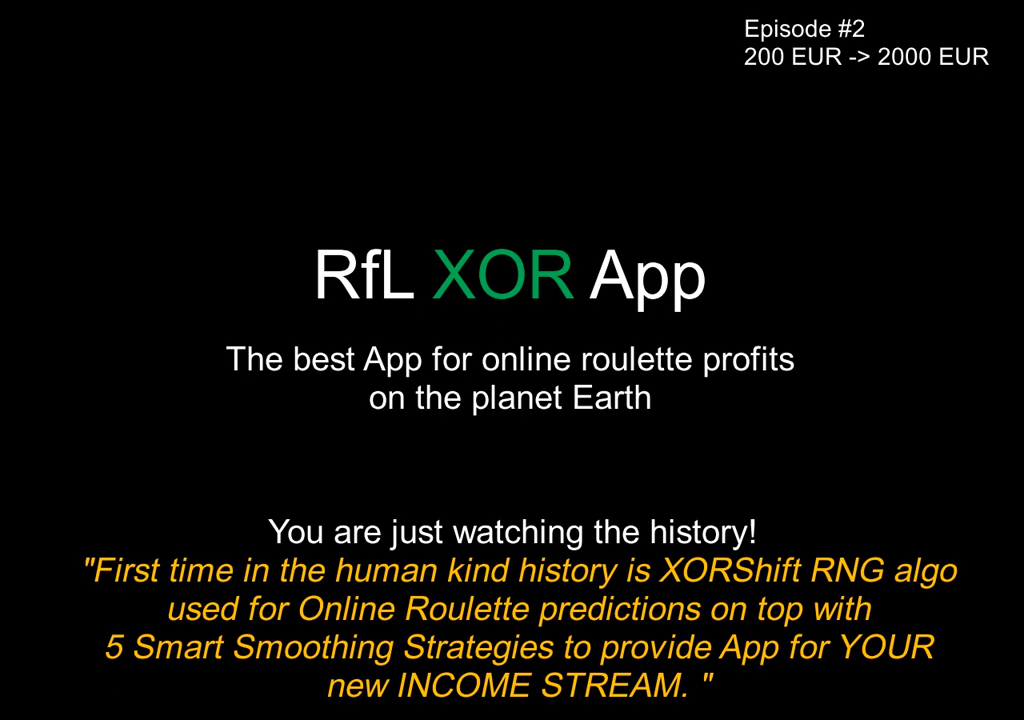 Episode #2
200 EUR -> 2000 EUR
RfL XOR App
The best App for online roulette profits
on the planet Earth
You are just watching the history!
"First time in the human kind history is XORShift RNG algo
used for Online Roulette predictions on top with
5 Smart Smoothing Strategies to provide App for YOUR
new INCOME STREAM. "